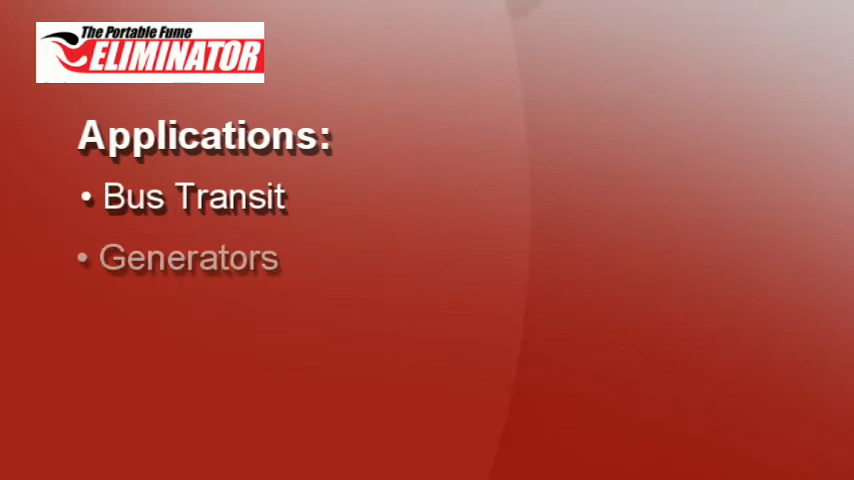 The Portable Fume
ELIMINATOR
Applications:
• Bus Transit
• Generators